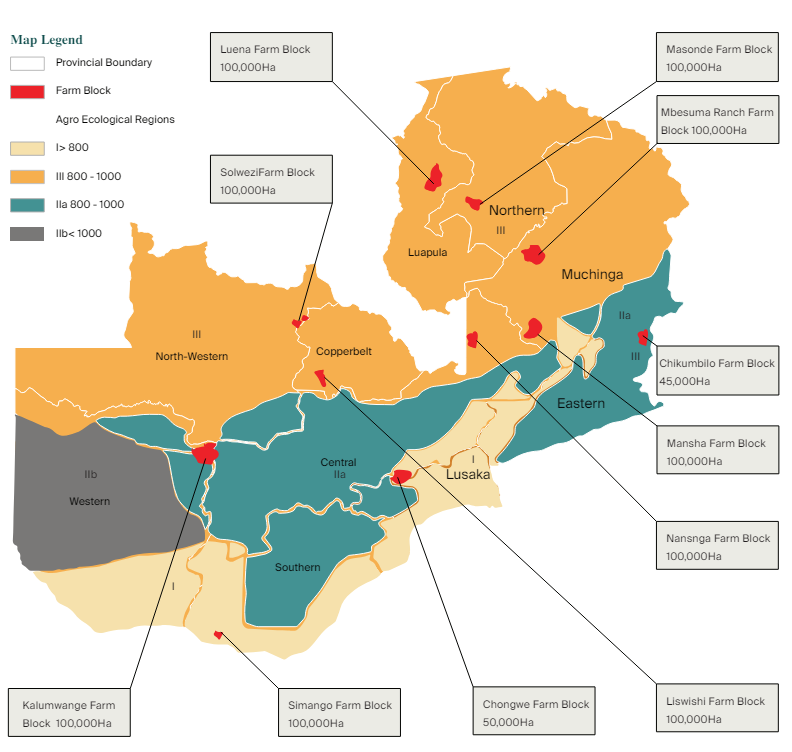 Map Legend
Provincial Boundary
Farm Block
Agro Ecological Regions
I> 800
III 800 - 1000
IIa 800 - 1000
IIb< 1000
Luena Farm Block
100,000Ha
Masonde Farm Block
100,000Ha
Mbesuma Ranch Farm
Block 100,000Ha
SolweziFarm Block
100,000Ha
Northern
III
Luapula
Muchinga
IIa
III
III
North-Western
Copperbelt
Chikumbilo Farm Block
45,000Ha
Eastern
Mansha Farm Block
100,000Ha
Central
IIa
I
Lusaka
IIb
Western
Nansnga Farm Block
100,000Ha
Southern
I
Kalumwange Farm
Block 100,000Ha
Simango Farm Block
100,000Ha
Chongwe Farm Block
50,000Ha
Liswishi Farm Block
100,000Ha